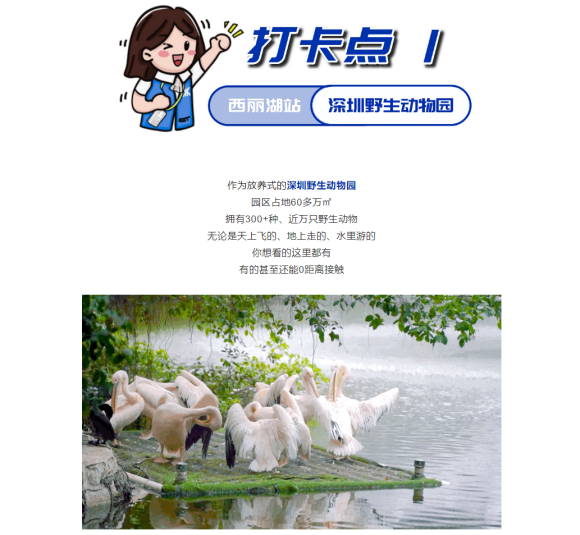 打卡点 1
西丽湖站 深圳野生动物园
作为放养式的深圳野生动物园
园区占地60多万㎡
拥有300+种、近万只野生动物
无论是天上飞的、地上走的、水里游的
你想看的这里都有
有的甚至还能0距离接触